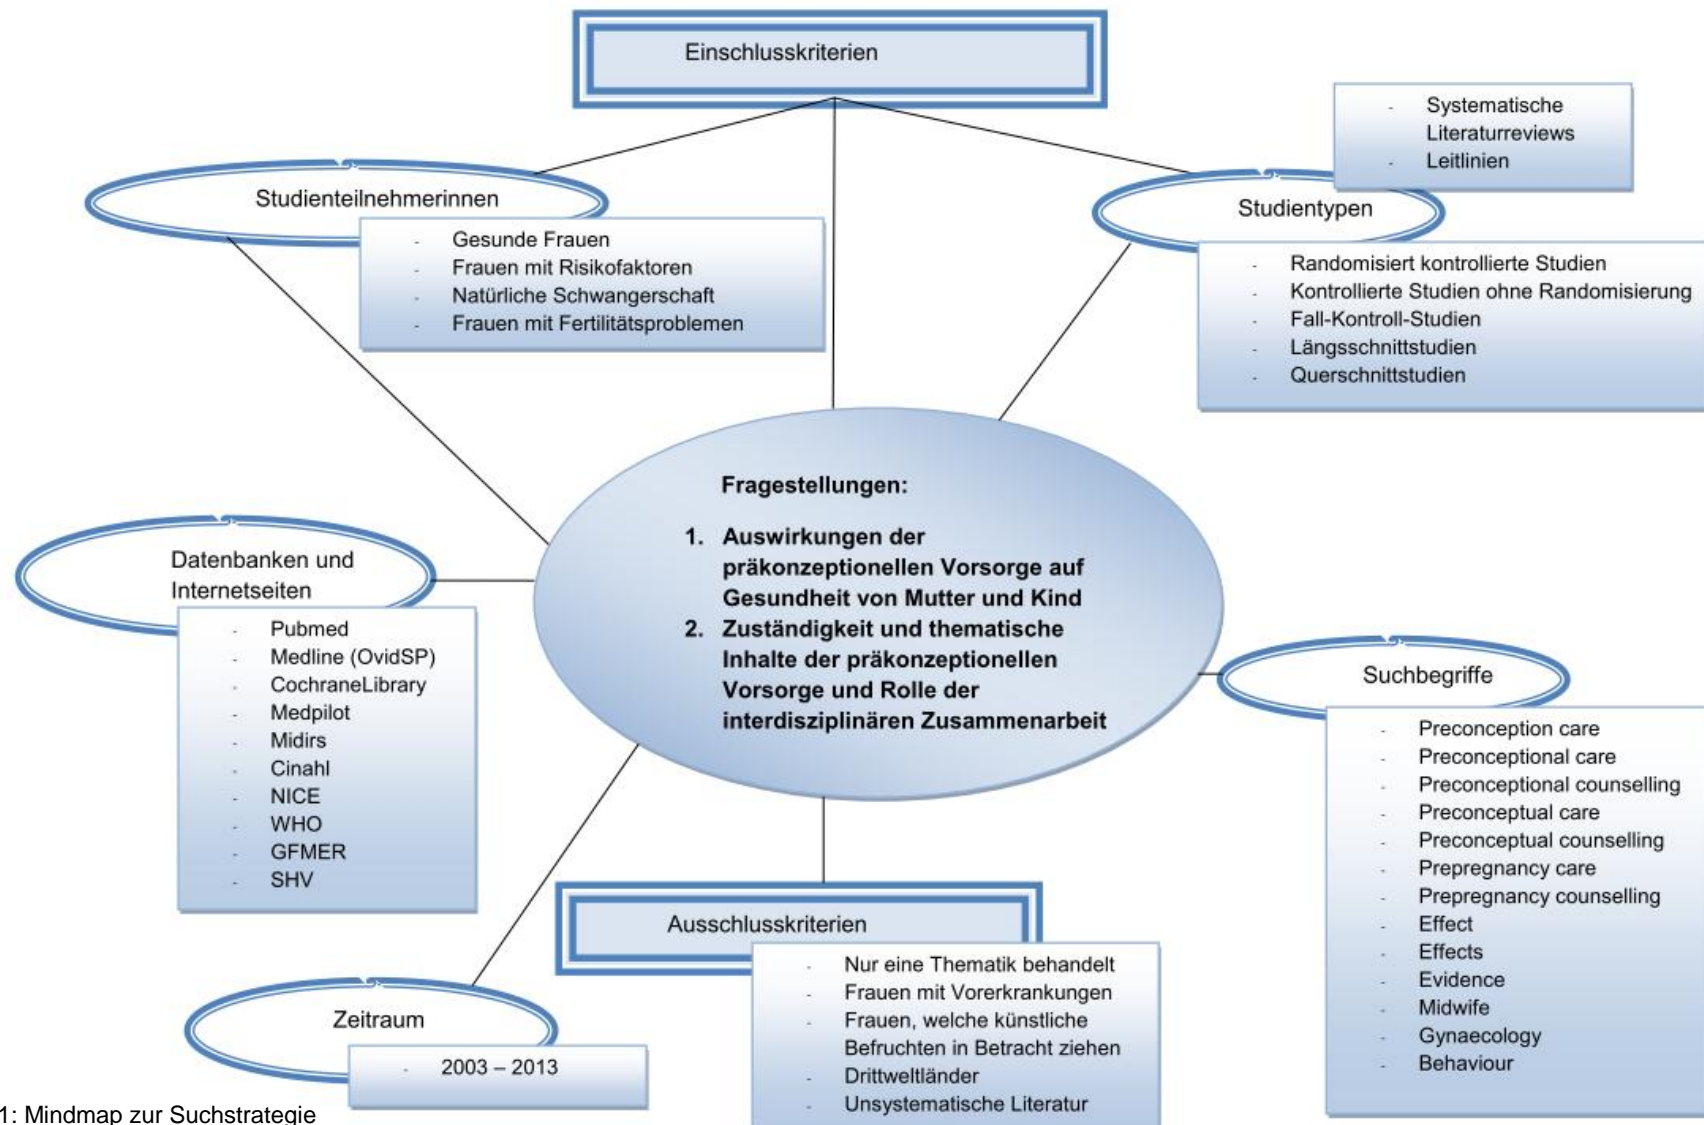 Einschlusskriterien
- Systematische
Literaturreviews
- Leitlinien
Studienteilnehmerinnen
- Gesunde Frauen
- Frauen mit Risikofaktoren
- Natürliche Schwangerschaft
- Frauen mit Fertilitätsproblemen
Studientypen
- Randomisiert kontrollierte Studien
- Kontrollierte Studien ohne Randomisierung
- Fall-Kontroll-Studien
- Längsschnittstudien
- Querschnittstudien
Fragestellungen:
1. Auswirkungen der
präkonzeptionellen Vorsorge auf
Gesundheit von Mutter und Kind
2. Zuständigkeit und thematische
Inhalte der präkonzeptionellen
Vorsorge und Rolle der
interdisziplinären Zusammenarbeit
Datenbanken und
Internetseiten
- Pubmed
- Medline (OvidSP)
- CochraneLibrary
- Medpilot
- Midirs
- Cinahl
- NICE
- WHO
- GFMER
- SHV
Suchbegriffe
- Preconception care
- Preconceptional care
- Preconceptional counselling
- Preconceptual care
- Preconceptual counselling
- Prepregnancy care
- Prepregnancy counselling
- Effect
- Effects
- Evidence
- Midwife
- Gynaecology
- Behaviour
Ausschlusskriterien
- Nur eine Thematik behandelt
- Frauen mit Vorerkrankungen
- Frauen, welche künstliche
Befruchten in Betracht ziehen
- Drittweltländer
- Unsystematische Literatur
Zeitraum
- 2003 – 2013
1: Mindmap zur Suchstrategie